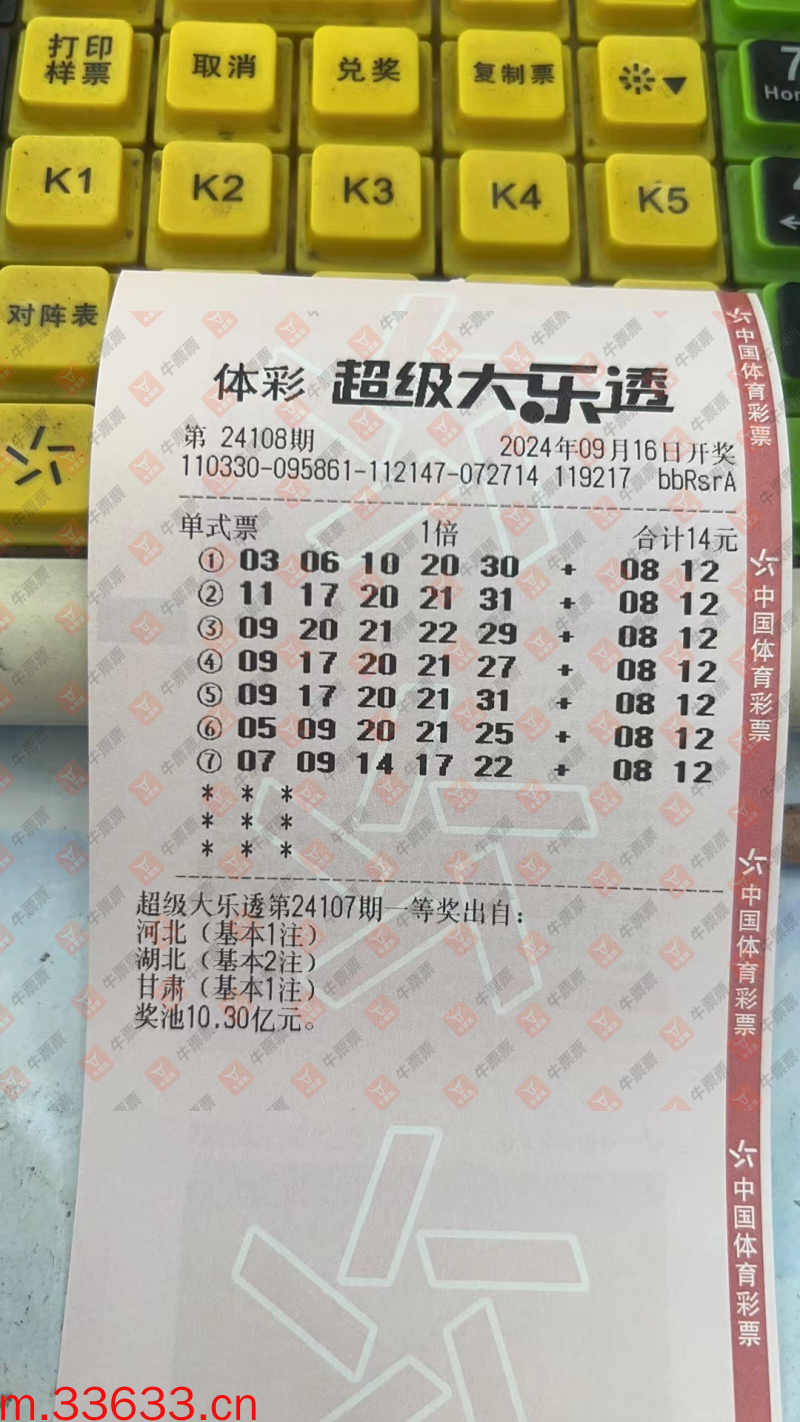 打印
样票
取消
兑奖
复制票
7
Hom
K1
K2
K3
K4
K5
对阵表
体彩 超级大乐透
第 24108期
2024年09月16日开奖
110330-095861-112147-072714 119217 bbRsrA
单式票 1倍 合计14元
① 03 06 10 20 30 + 08 12
② 11 17 20 21 31 + 08 12
③ 09 20 21 22 29 + 08 12
④ 09 17 20 21 27 + 08 12
⑤ 09 17 20 21 31 + 08 12
⑥ 05 09 20 21 25 + 08 12
⑦ 07 09 14 17 22 + 08 12
* * *
* * *
* * *
超级大乐透第24107期一等奖出自:
河北(基本1注)
湖北(基本2注)
甘肃(基本1注)
奖池10.30亿元。
中国体育彩票
中国体育彩票
中国体育彩票
中国体育彩票
牛票票
m.33633.cn